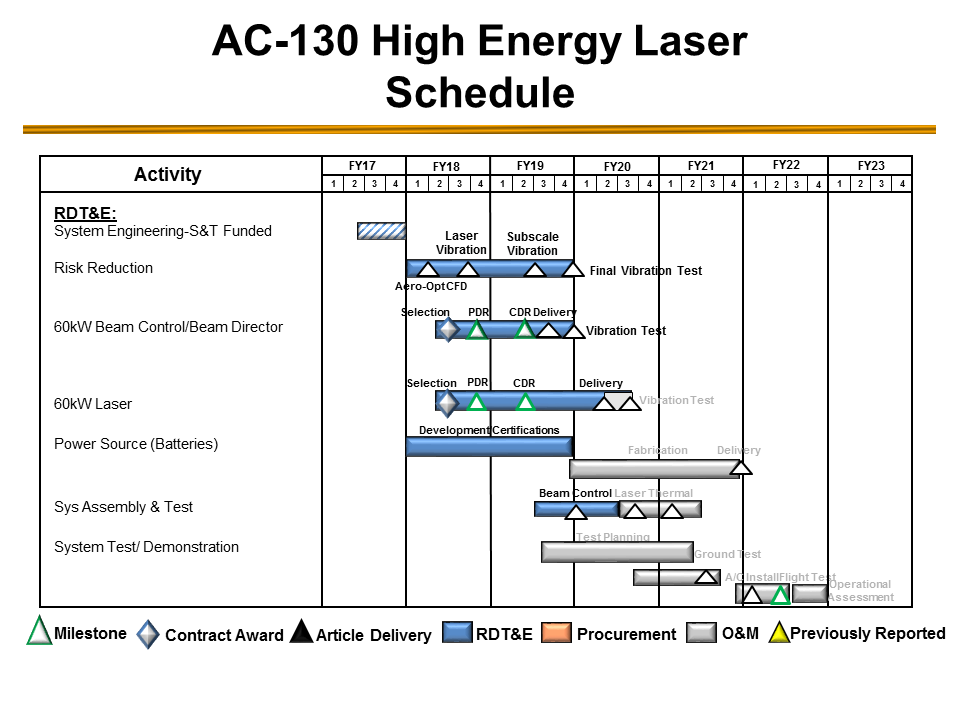 AC-130 High Energy Laser
Schedule
Activity
FY17 FY18 FY19 FY20 FY21 FY22 FY23
1 2 3 4 1 2 3 4 1 2 3 4 1 2 3 4 1 2 3 4 1 2 3 4 1 2 3 4
RDT&E:
System Engineering-S&T Funded
Laser
Vibration
Subscale
Vibration
Risk Reduction
Final Vibration Test
Aero-Opt CFD
Selection PDR CDR Delivery
60kW Beam Control/Beam Director
Vibration Test
Selection PDR CDR Delivery
60kW Laser
Vibration Test
Development Certifications
Power Source (Batteries)
Fabrication Delivery
Beam Control Laser Thermal
Sys Assembly & Test
Test Planning
System Test/ Demonstration
Ground Test
A/C Install Flight Test
Operational
Assessment
Milestone Contract Award Article Delivery RDT&E Procurement O&M Previously Reported